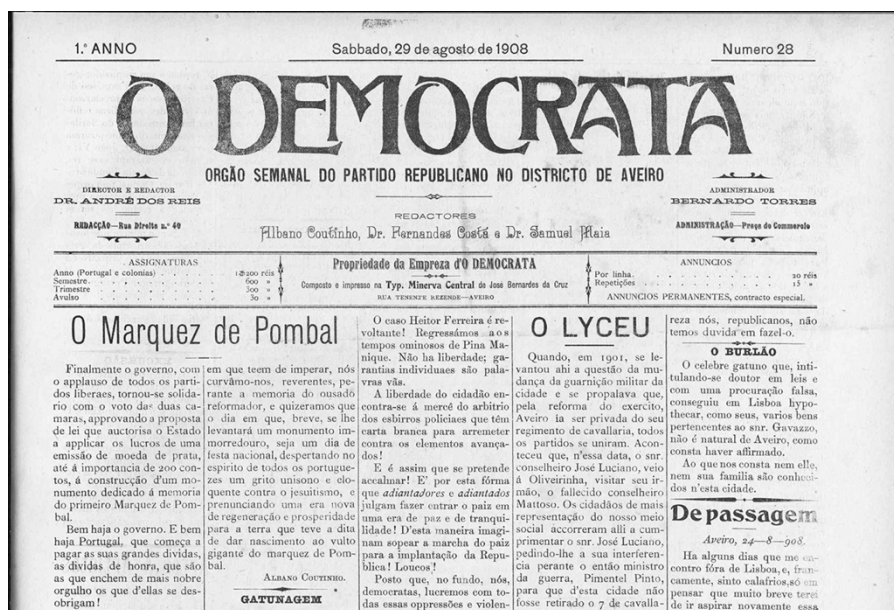 1.º ANNO
Sabbado, 29 de agosto de 1908
Numero 28
O DEMOCRATA
ORGÃO SEMANAL DO PARTIDO REPUBLICANO NO DISTRICTO DE AVEIRO
DIRECTOR E REDACTOR
DR. ANDRÉ DOS REIS
REDACÇÃO—Rua Direita n.º 40
REDACTORES
Albano Coutinho, Dr. Fernandes Costa e Dr. Samuel Maia
ADMINISTRADOR
BERNARDO TORRES
ADMINISTRAÇÃO—Praça do Commercio
ASSIGNATURAS
Anno (Portugal e colonias) . . . . . 1$200 réis
Semestre. . . . . 600 »
Trimestre . . . . . 300 »
Avulso . . . . . 30 »
Propriedade da Empreza d'O DEMOCRATA
Composto e impresso na Typ. Minerva Central de José Bernardes da Cruz
RUA TENENTE REZENDE—AVEIRO
ANNUNCIOS
Por linha. . . . . 20 réis
Repetições . . . . . 15 »
ANNUNCIOS PERMANENTES, contracto especial.
O Marquez de Pombal
Finalmente o governo, com
o applauso de todos os parti-
dos liberaes, tornou-se solida-
rio com o voto das duas ca-
maras, approvando a proposta
de lei que auctorisa o Estado
a applicar os lucros de uma
emissão de moeda de prata,
até á importancia de 200 con-
tos, á construcção d'um mo-
numento dedicado á memoria
do primeiro Marquez de Pom-
bal.
Bem haja o governo. E bem
haja Portugal, que começa a
pagar as suas grandes dividas,
as dividas de honra, que são
as que enchem de mais nobre
orgulho os que d'ellas se des-
obrigam!
em que teem de imperar, nós
curvâmo-nos, reverentes, pe-
rante a memoria do ousado
reformador, e quizeramos que
o dia em que, breve, se lhe
levantará um monumento im-
morredouro, seja um dia de
festa nacional, despertando no
espirito de todos os portugue-
zes um grito unisono e elo-
quente contra o jesuitismo, e
prenunciando uma era nova
de regeneração e prosperidade
para a terra que teve a dita
de dar nascimento ao vulto
gigante do marquez de Pom-
bal.
ALBANO COUTINHO.
GATUNAGEM
O caso Heitor Ferreira é re-
voltante! Regressámos aos
tempos ominosos de Pina Ma-
nique. Não ha liberdade; ga-
rantias individuaes são pala-
vras vãs.
A liberdade do cidadão en-
contra-se á mercê do arbitrio
dos esbirros policiaes que têm
carta branca para arremeter
contra os elementos avança-
dos!
E é assim que se pretende
accalmar! E' por esta fórma
que adiantadores e adiantados
julgam fazer entrar o paiz em
uma era de paz e de tranqui-
lidade! D'esta maneira imagi-
nam sopear a marcha do paiz
para a implantação da Repu-
blica! Loucos!
Posto que, no fundo, nós,
democratas, lucremos com to-
das essas oppressões e violen-
O LYCEU
Quando, em 1901, se le-
vantou ahi a questão da mu-
dança da guarnição militar da
cidade e se propalava que,
pela reforma do exercito,
Aveiro ia ser privada do seu
regimento de cavallaria, todos
os partidos se uniram. Acon-
teceu que, n'essa data, o snr.
conselheiro José Luciano, veio
á Oliveirinha, visitar seu ir-
mão, o fallecido conselheiro
Mattoso. Os cidadãos de mais
representação do nosso meio
social accorreram alli a cum-
primentar o snr. José Luciano,
pedindo-lhe a sua interferen-
cia perante o então ministro
da guerra, Pimentel Pinto,
para que d'esta cidade não
fosse retirado o 7 de cavalla-
reza nós, republicanos, não
temos duvida em fazel-o.
O BURLÃO
O celebre gatuno que, inti-
tulando-se doutor em leis e
com uma procuração falsa,
conseguiu em Lisboa hypo-
thecar, como seus, varios bens
pertencentes ao snr. Gavazzo,
não é natural de Aveiro, como
consta haver affirmado.
Ao que nos consta nem elle,
nem sua familia são conheci-
dos n'esta cidade.
De passagem
Aveiro, 24—8—908.
Ha alguns dias que me en-
contro fóra de Lisboa, e, fran-
camente, sinto calafrios, só em
pensar que muito breve terei
de ir aspirar novamente essa